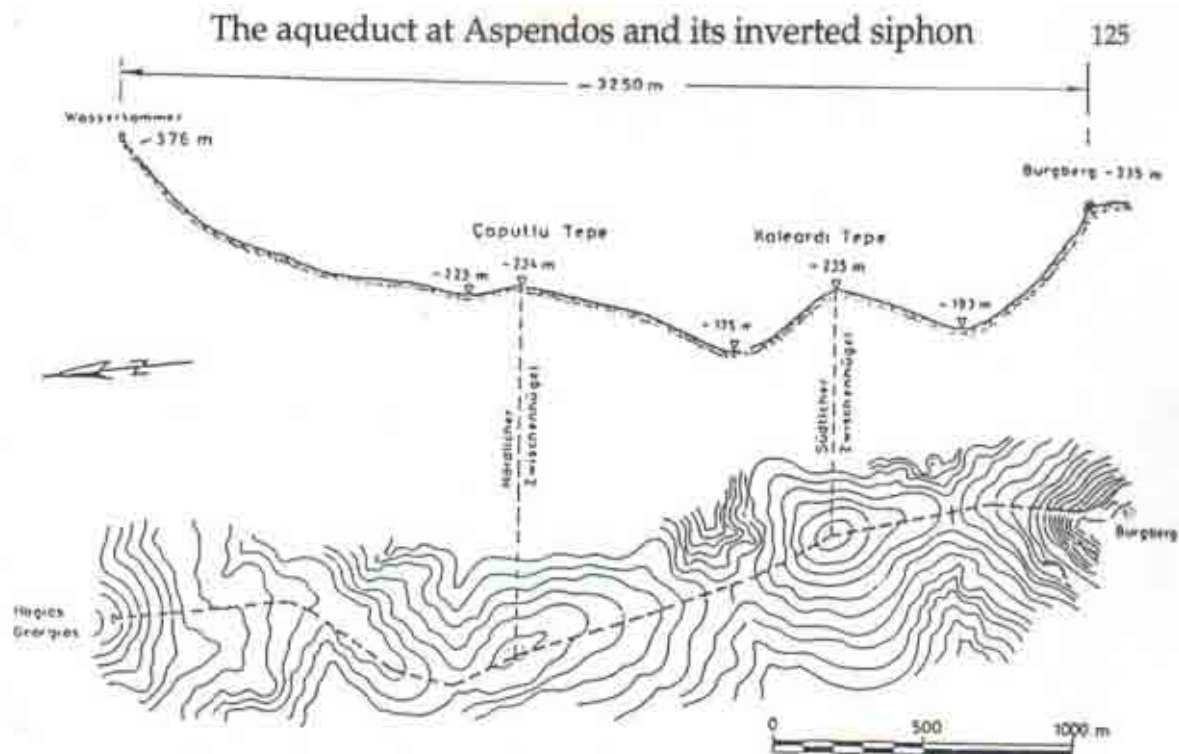 The aqueduct at Aspendos and its inverted siphon 125
~ 3250 m
Wasserkammer
~376 m
Burgberg ~ 335 m
Çaputlu Tepe
Kaleardı Tepe
~223 m
~234 m
~175 m
~235 m
~193 m
N
Nördlicher
Zwischenhügel
Südlicher
Zwischenhügel
Burgberg
Hagios
Georgios
0 500 1000 m